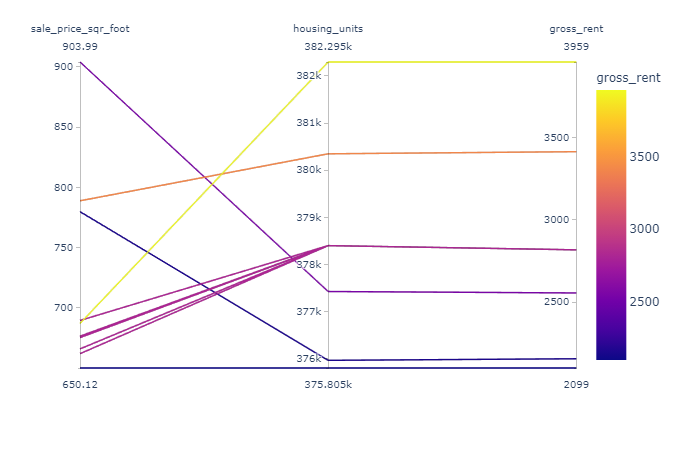 sale_price_sqr_foot housing_units gross_rent
903.99 382.295k 3959
gross_rent
900 382k
850 381k 3500 3500
800 380k
750 379k 3000 3000
700 378k
377k 2500 2500
376k
650.12 375.805k 2099